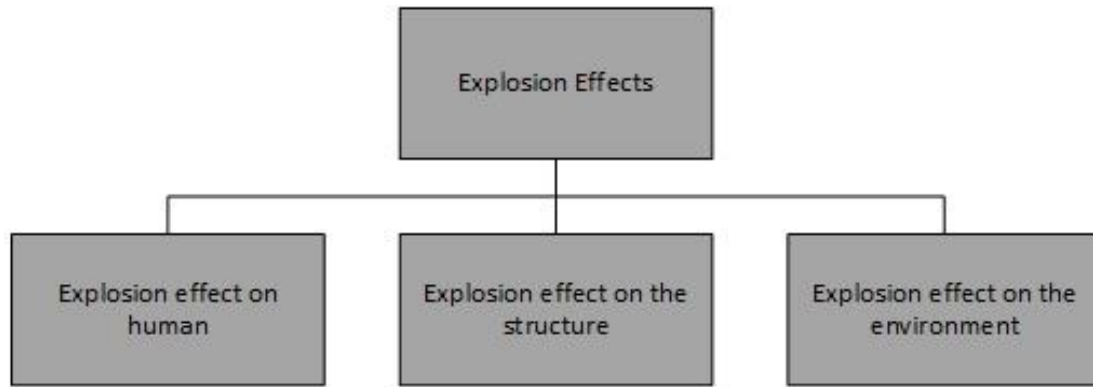 Explosion Effects
Explosion effect on
human
Explosion effect on the
structure
Explosion effect on the
environment